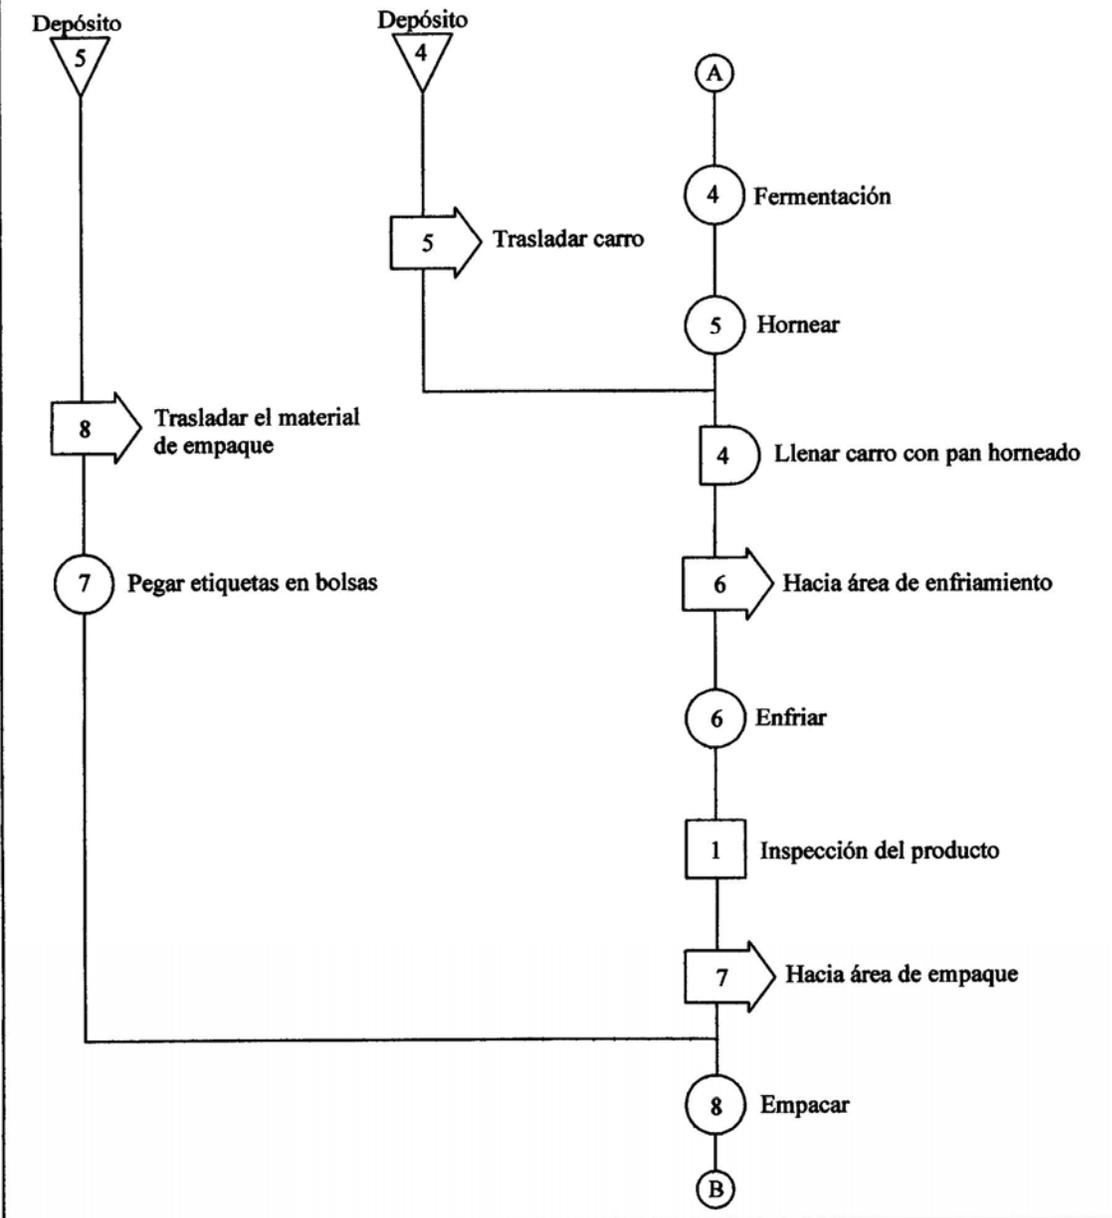 Depósito
5
Depósito
4
A
4 Fermentación
5 Trasladar carro
5 Hornear
8 Trasladar el material
de empaque
4 Llenar carro con pan horneado
7 Pegar etiquetas en bolsas
6 Hacia área de enfriamiento
6 Enfriar
1 Inspección del producto
7 Hacia área de empaque
8 Empacar
B